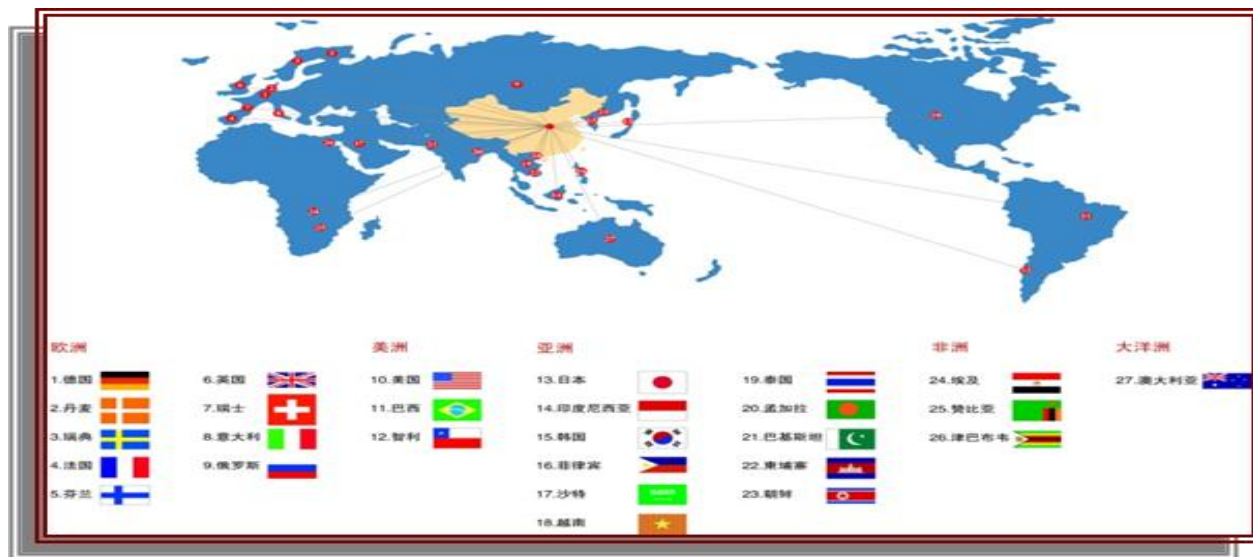 欧洲
美洲
亚洲
非洲
大洋洲
1.德国
6.英国
10.美国
13.日本
19.泰国
24.埃及
27.澳大利亚
2.丹麦
7.瑞士
11.巴西
14.印度尼西亚
20.孟加拉
25.赞比亚
3.瑞典
8.意大利
12.智利
15.韩国
21.巴基斯坦
26.津巴布韦
4.法国
9.俄罗斯
16.菲律宾
22.柬埔寨
5.芬兰
17.沙特
23.朝鲜
18.越南